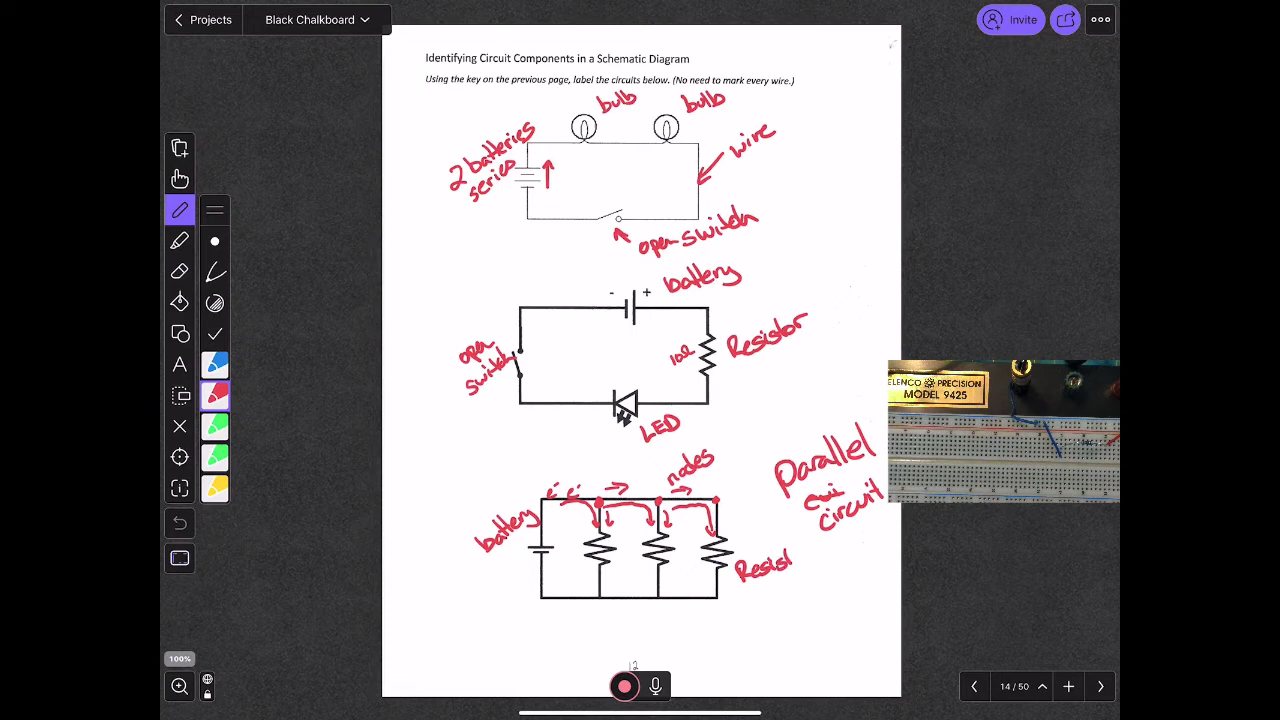 Projects
Black Chalkboard
Invite
Identifying Circuit Components in a Schematic Diagram
Using the key on the previous page, label the circuits below. (No need to mark every wire.)
bulb
bulb
2 batteries
series
wire
open switch
battery
- +
open
switch
10Ω
Resistor
LED
ELENCO PRECISION
MODEL 9425
nodes
e- e-
battery
Parallel
circuit
Resist
12
100%
14 / 50